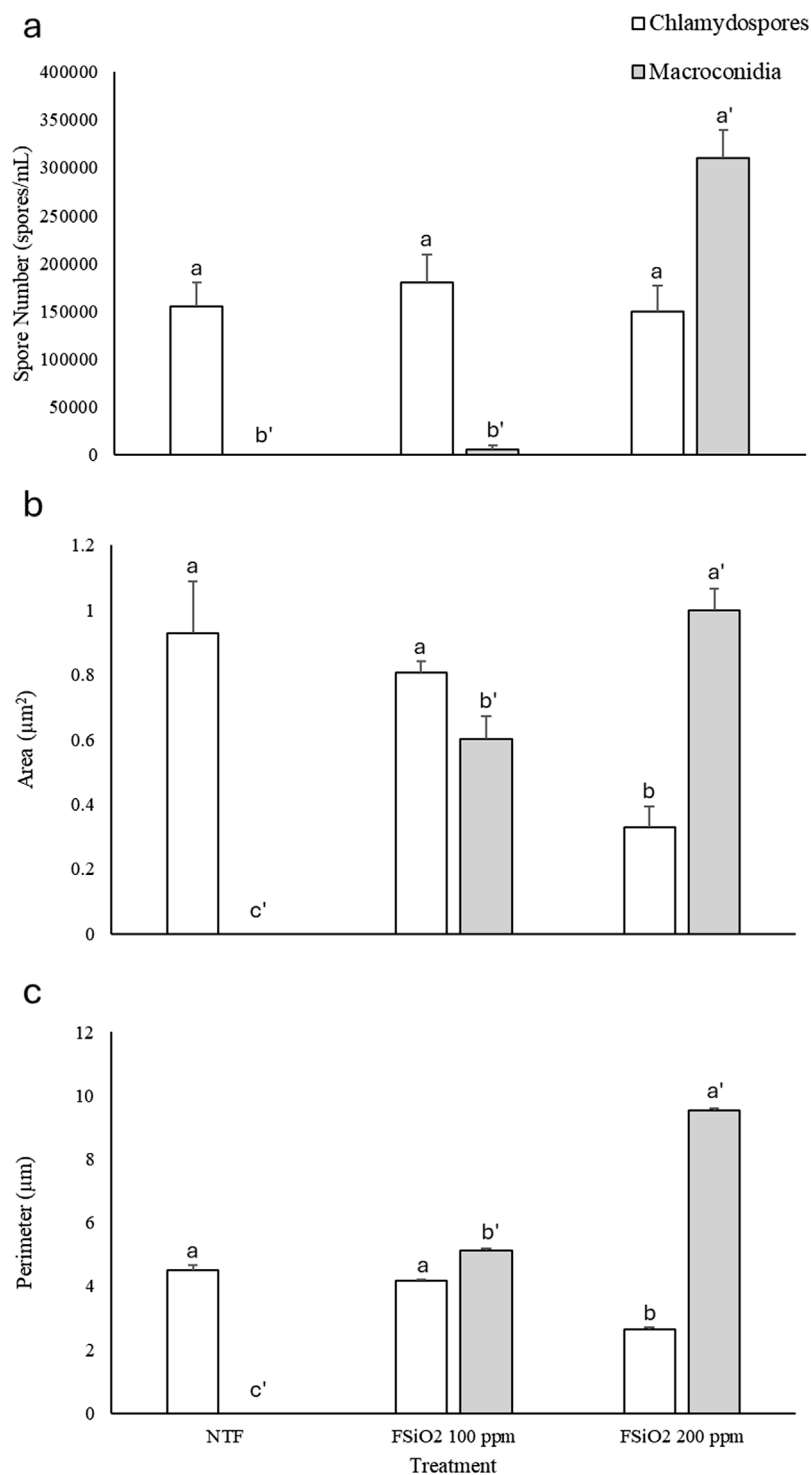 a
Chlamydospores
Macroconidia
Spore Number (spores/mL)
400000
350000
300000
250000
200000
150000
100000
50000
0
a
b'
a
b'
a
a'
b
Area (µm²)
1.2
1
0.8
0.6
0.4
0.2
0
a
c'
a
b'
b
a'
c
Perimeter (µm)
12
10
8
6
4
2
0
a
c'
a
b'
b
a'
NTF FSiO2 100 ppm FSiO2 200 ppm
Treatment